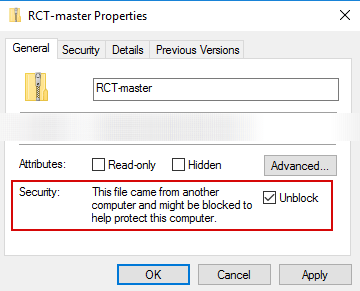 RCT-master Properties
General Security Details Previous Versions
RCT-master
Attributes: Read-only Hidden Advanced...
Security: This file came from another Unblock
computer and might be blocked to
help protect this computer.
OK Cancel Apply